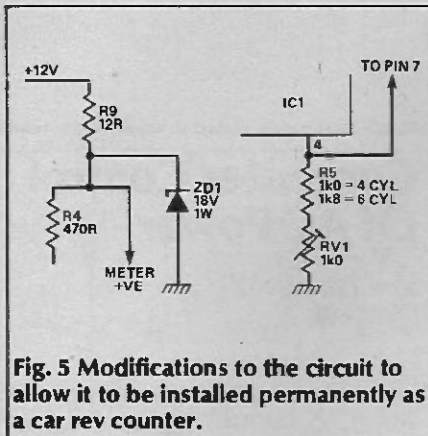 +12V
R9
12R
R4
470R
METER
+VE
ZD1
18V
1W
TO PIN 7
IC1
4
R5
1k0 = 4 CYL
1k8 = 6 CYL
RV1
1k0
Fig. 5 Modifications to the circuit to
allow it to be installed permanently as
a car rev counter.